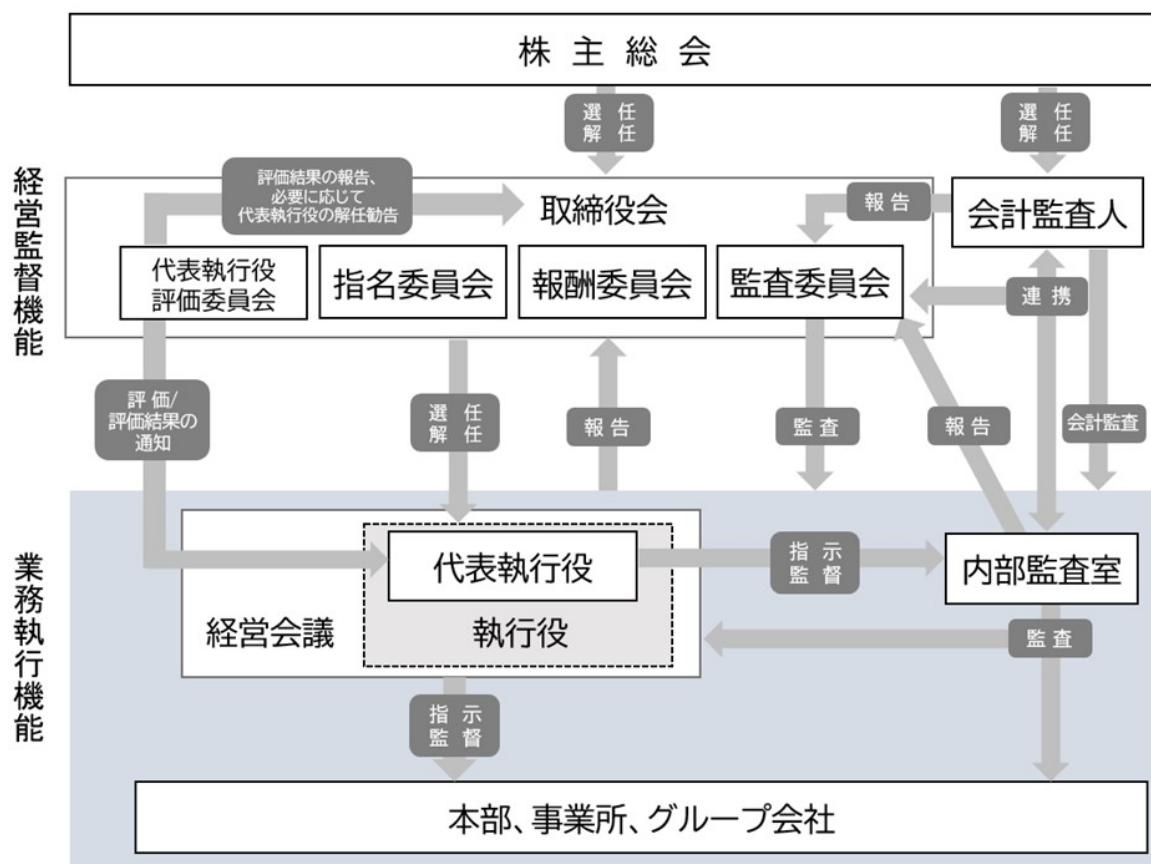 株主総会
選任
解任
選任
解任
経営監督機能
評価結果の報告、
必要に応じて
代表執行役の解任勧告
取締役会
報告
会計監査人
代表執行役
評価委員会
指名委員会
報酬委員会
監査委員会
連携
評価/
評価結果の
通知
選任
解任
報告
監査
報告
会計監査
業務執行機能
代表執行役
指示
監督
内部監査室
経営会議
執行役
監査
指示
監督
本部、事業所、グループ会社